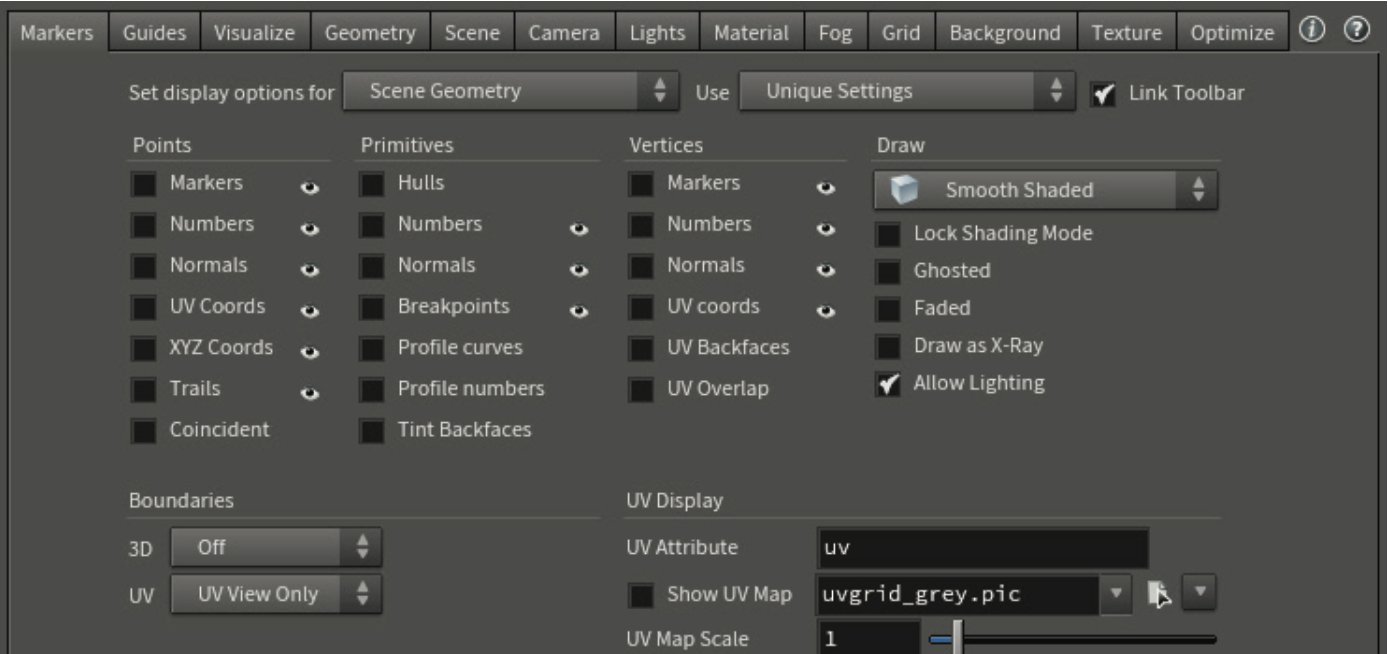 Markers Guides Visualize Geometry Scene Camera Lights Material Fog Grid Background Texture Optimize
Set display options for Scene Geometry Use Unique Settings Link Toolbar
Points Primitives Vertices Draw
Markers Hulls Markers Smooth Shaded
Numbers Numbers Numbers Lock Shading Mode
Normals Normals Normals Ghosted
UV Coords Breakpoints UV coords Faded
XYZ Coords Profile curves UV Backfaces Draw as X-Ray
Trails Profile numbers UV Overlap Allow Lighting
Coincident Tint Backfaces
Boundaries UV Display
3D Off UV Attribute uv
UV UV View Only Show UV Map uvgrid_grey.pic
UV Map Scale 1